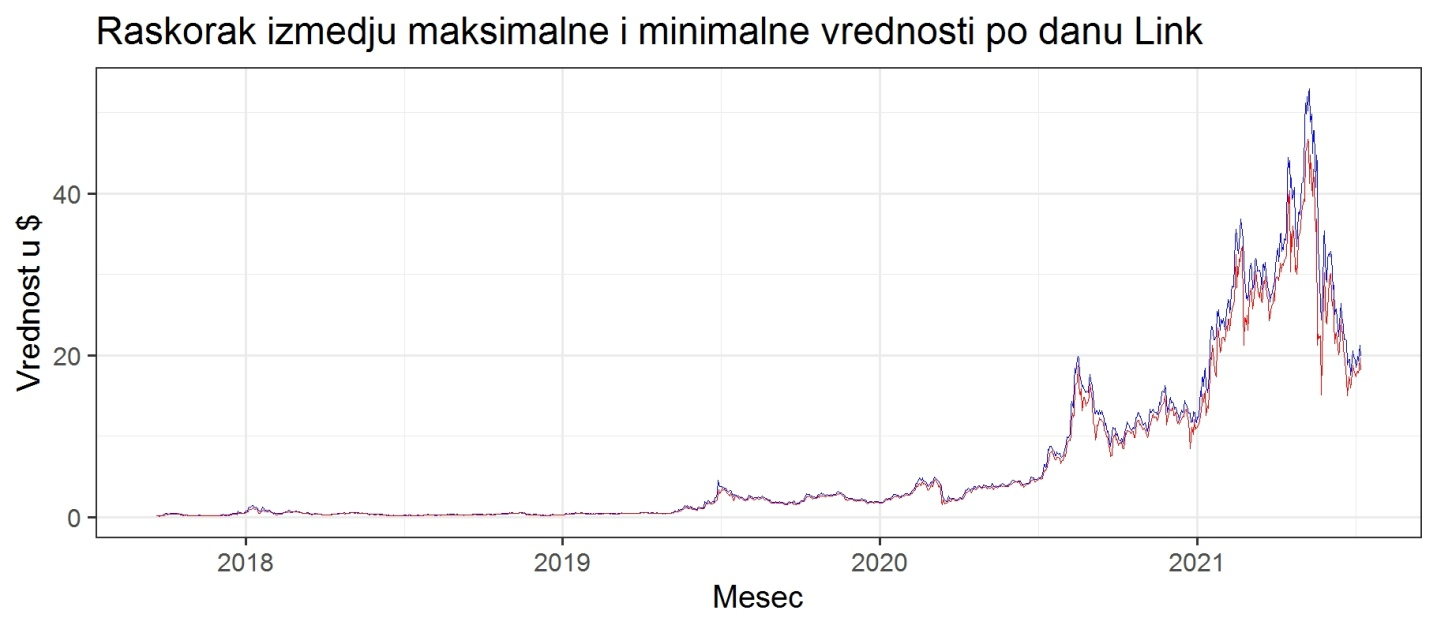 Raskorak izmedju maksimalne i minimalne vrednosti po danu Link
Vrednost u $
40
20
0
2018
2019
2020
2021
Mesec